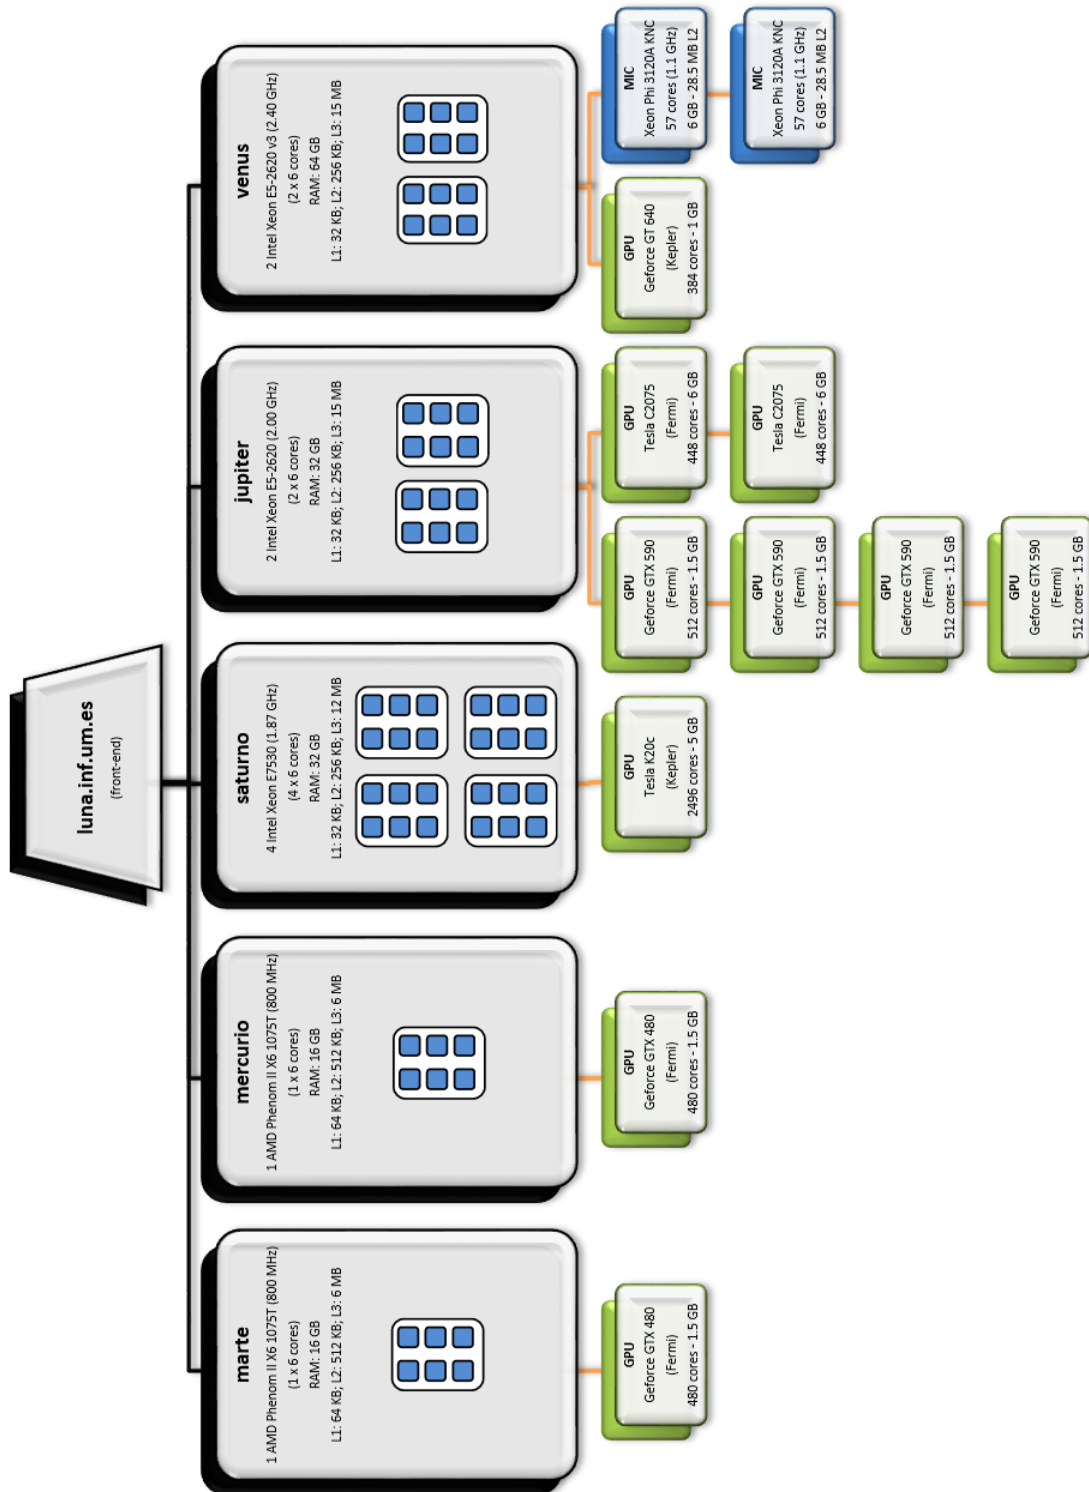 luna.inf.um.es
(front-end)
marte
1 AMD Phenom II X6 1075T (800 MHz)
(1 x 6 cores)
RAM: 16 GB
L1: 64 KB; L2: 512 KB; L3: 6 MB
GPU
Geforce GTX 480
(Fermi)
480 cores - 1.5 GB
mercurio
1 AMD Phenom II X6 1075T (800 MHz)
(1 x 6 cores)
RAM: 16 GB
L1: 64 KB; L2: 512 KB; L3: 6 MB
GPU
Geforce GTX 480
(Fermi)
480 cores - 1.5 GB
saturno
4 Intel Xeon E7530 (1.87 GHz)
(4 x 6 cores)
RAM: 32 GB
L1: 32 KB; L2: 256 KB; L3: 12 MB
GPU
Tesla K20c
(Kepler)
2496 cores - 5 GB
jupiter
2 Intel Xeon E5-2620 (2.00 GHz)
(2 x 6 cores)
RAM: 32 GB
L1: 32 KB; L2: 256 KB; L3: 15 MB
GPU
Geforce GTX 590
(Fermi)
512 cores - 1.5 GB
GPU
Geforce GTX 590
(Fermi)
512 cores - 1.5 GB
GPU
Geforce GTX 590
(Fermi)
512 cores - 1.5 GB
GPU
Geforce GTX 590
(Fermi)
512 cores - 1.5 GB
GPU
Tesla C2075
(Fermi)
448 cores - 6 GB
GPU
Tesla C2075
(Fermi)
448 cores - 6 GB
venus
2 Intel Xeon E5-2620 v3 (2.40 GHz)
(2 x 6 cores)
RAM: 64 GB
L1: 32 KB; L2: 256 KB; L3: 15 MB
GPU
Geforce GT 640
(Kepler)
384 cores - 1 GB
MIC
Xeon Phi 3120A KNC
57 cores (1.1 GHz)
6 GB - 28.5 MB L2
MIC
Xeon Phi 3120A KNC
57 cores (1.1 GHz)
6 GB - 28.5 MB L2